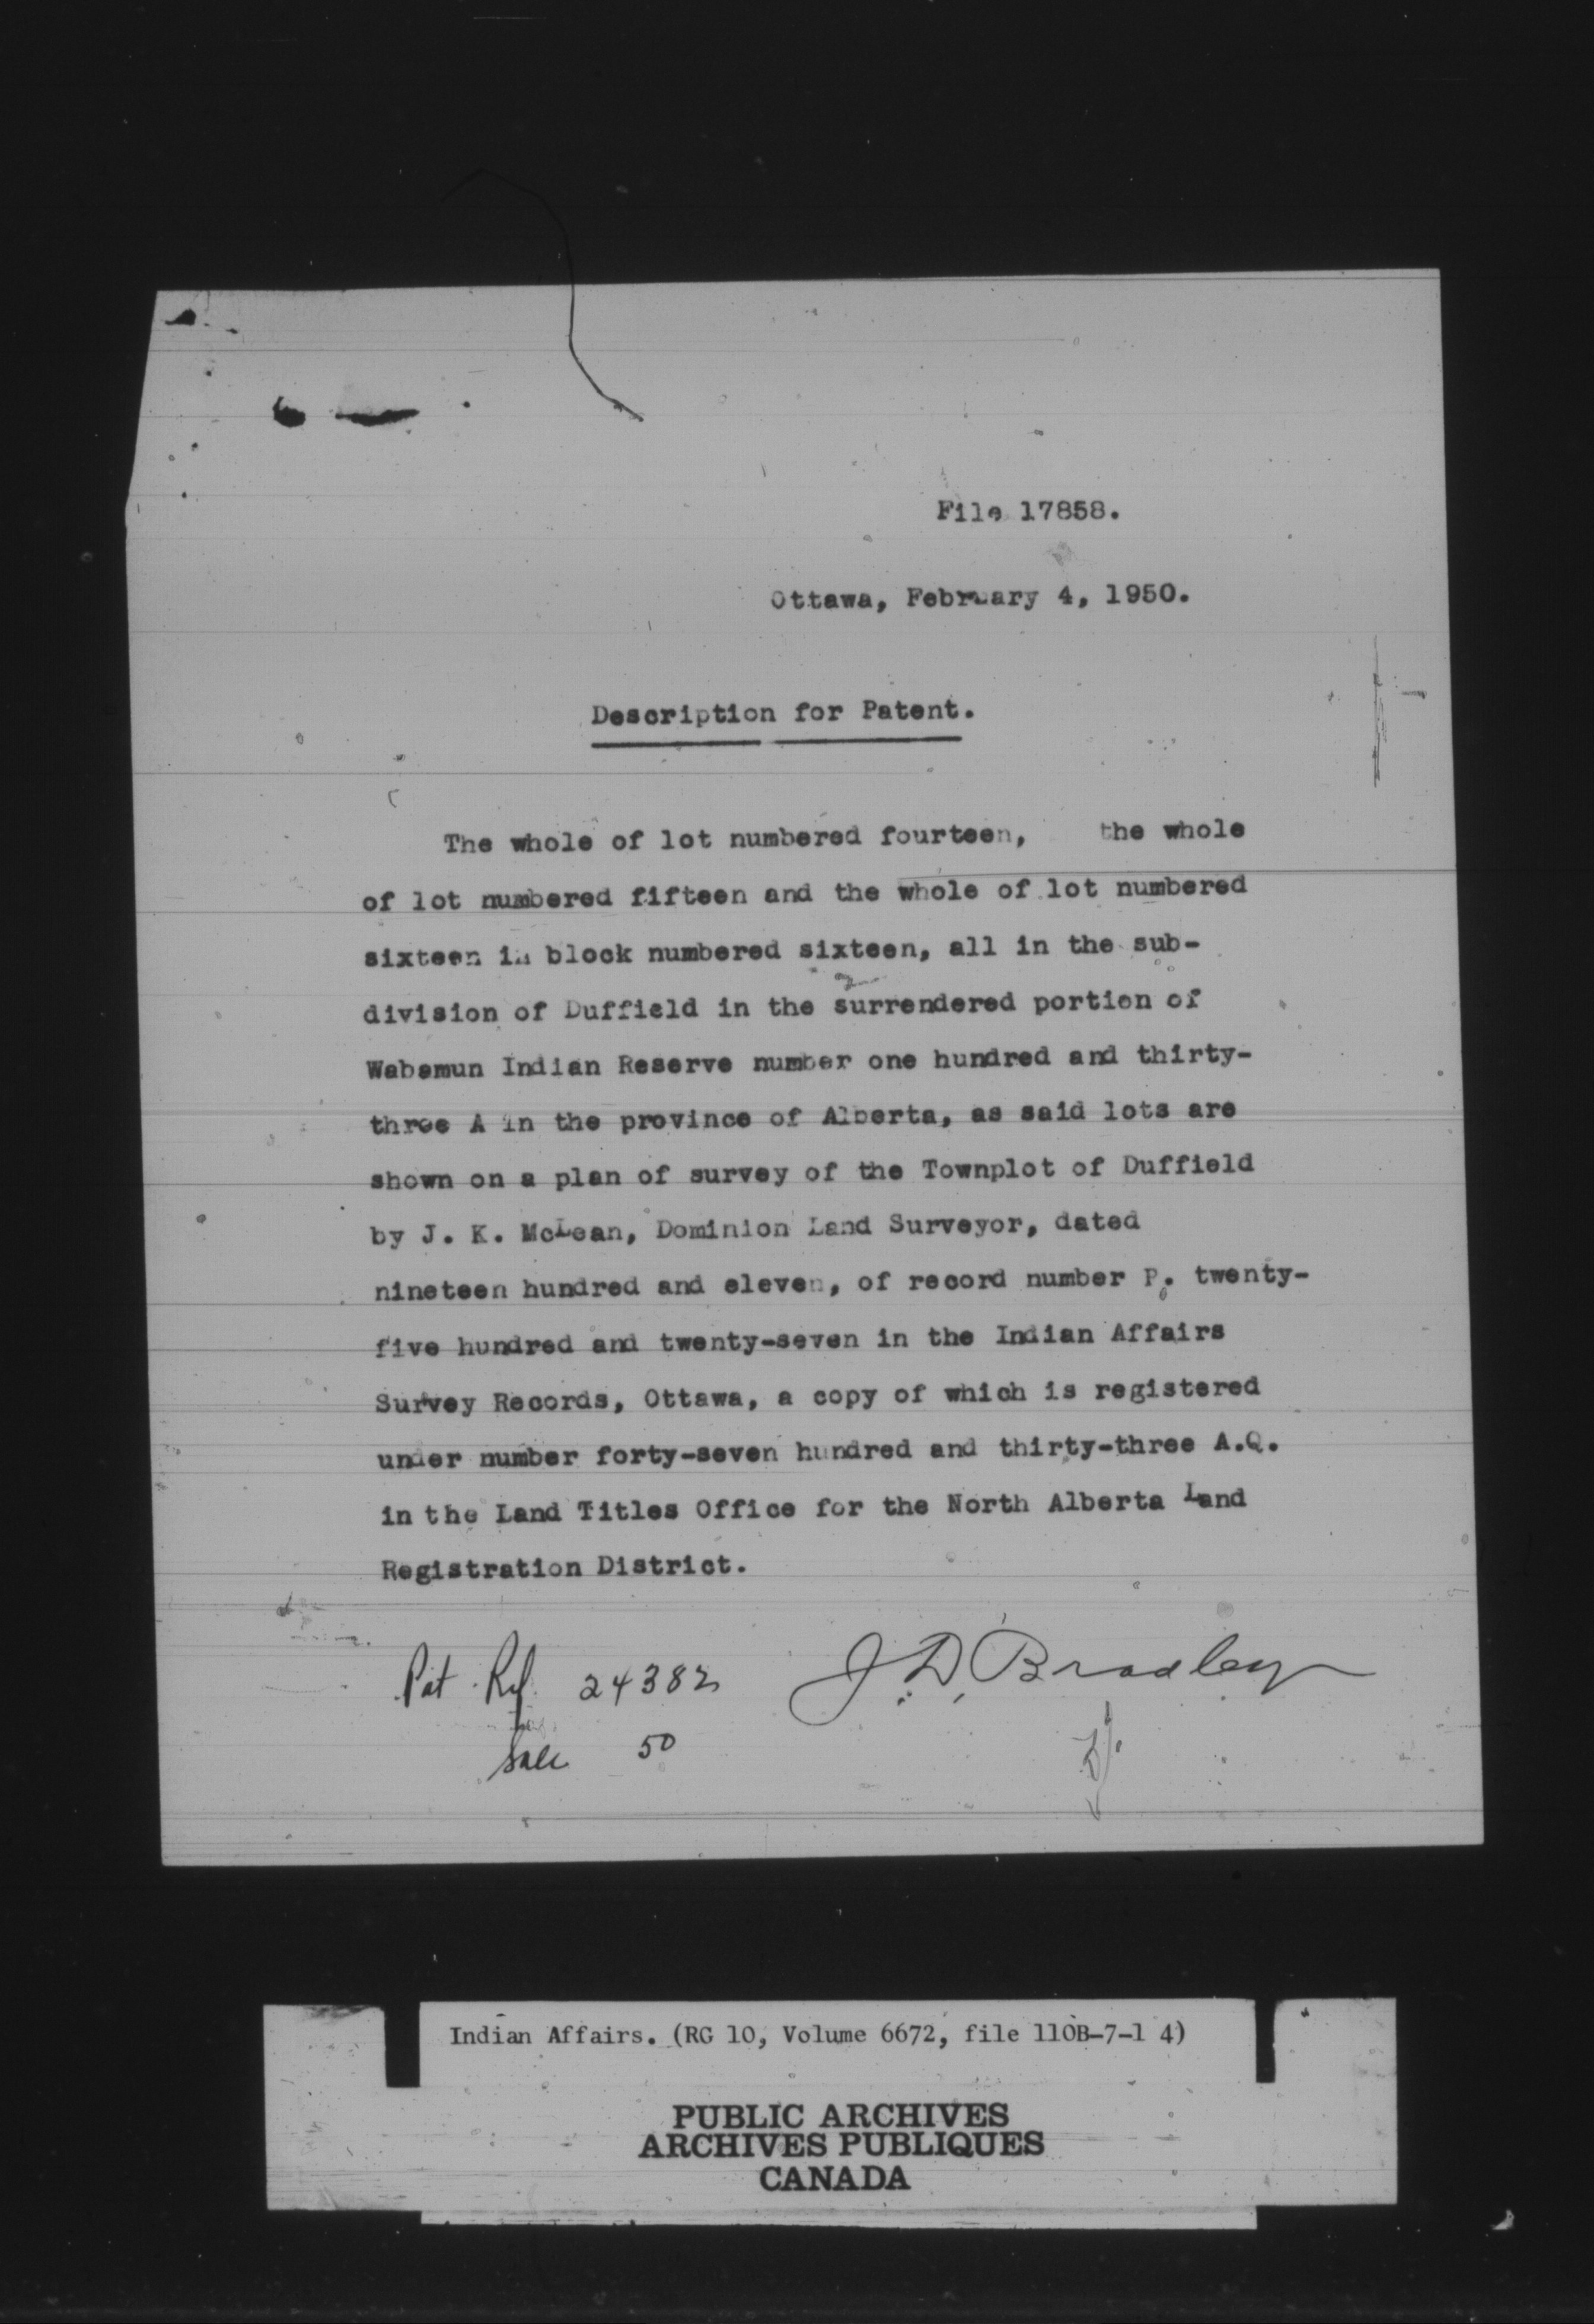 File 17858.
Ottawa, February 4, 1950.
Description for Patent.
The whole of lot numbered fourteen, the whole
of lot numbered fifteen and the whole of lot numbered
sixteen in block numbered sixteen, all in the sub-
division of Duffield in the surrendered portion of
Wabamun Indian Reserve number one hundred and thirty-
three A in the province of Alberta, as said lots are
shown on a plan of survey of the Townplot of Duffield
by J. K. McLean, Dominion Land Surveyor, dated
nineteen hundred and eleven, of record number P. twenty-
five hundred and twenty-seven in the Indian Affairs
Survey Records, Ottawa, a copy of which is registered
under number forty-seven hundred and thirty-three A.Q.
in the Land Titles Office for the North Alberta Land
Registration District.
Pat. Ref. 24382 J D Bradley
Sale 50
Indian Affairs. (RG 10, Volume 6672, file 110B-7-1 4)
PUBLIC ARCHIVES
ARCHIVES PUBLIQUES
CANADA